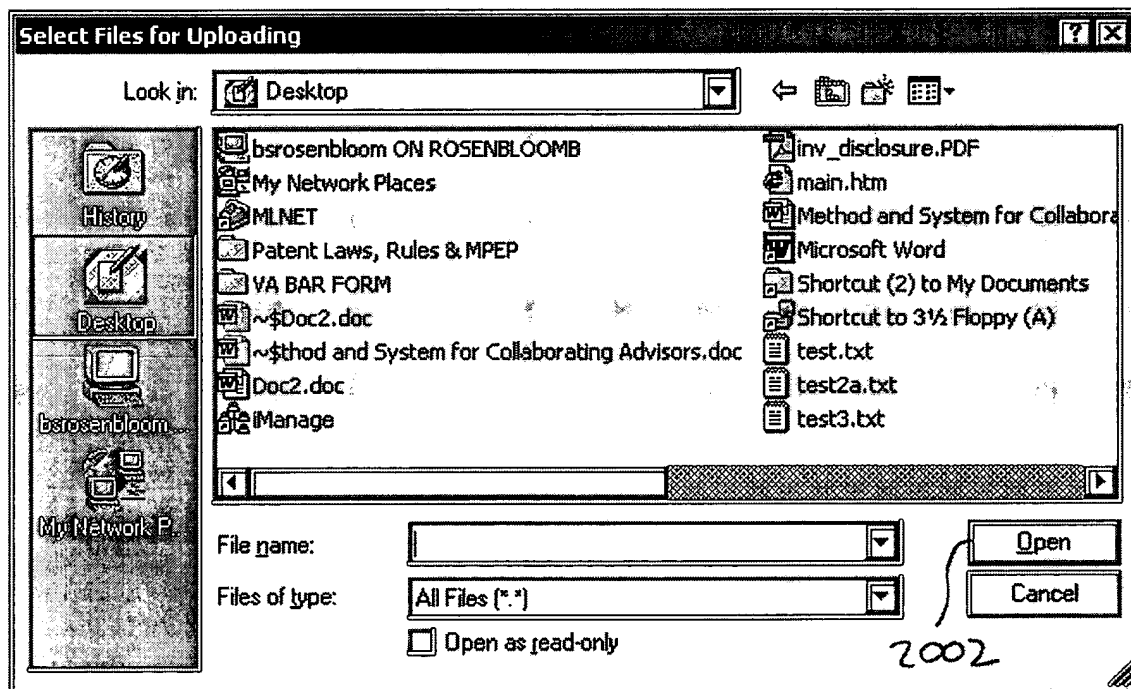 Select Files for Uploading
Look in: Desktop
History
Desktop
bsrosenbloom ...
My Network P...
bsrosenbloom ON ROSENBLOOMB
My Network Places
MLNET
Patent Laws, Rules & MPEP
VA BAR FORM
~$Doc2.doc
~$thod and System for Collaborating Advisors.doc
Doc2.doc
iManage
inv_disclosure.PDF
main.htm
Method and System for Collabora
Microsoft Word
Shortcut (2) to My Documents
Shortcut to 3½ Floppy (A)
test.txt
test2a.txt
test3.txt
File name:
Open
Files of type: All Files (*.*)
Cancel
Open as read-only
2002